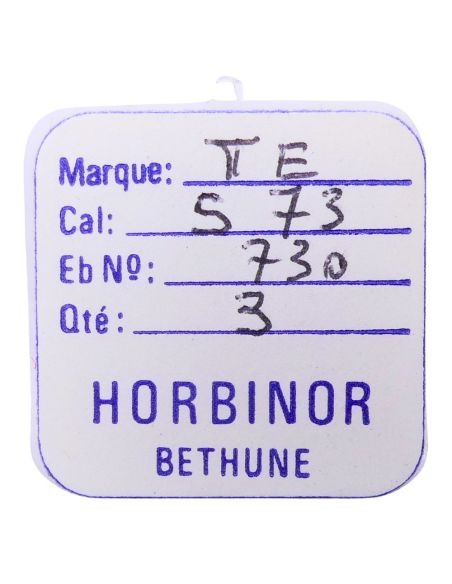 Marque: TE
Cal: S 73
Eb Nº: 730
Qté: 3
HORBINOR
BETHUNE